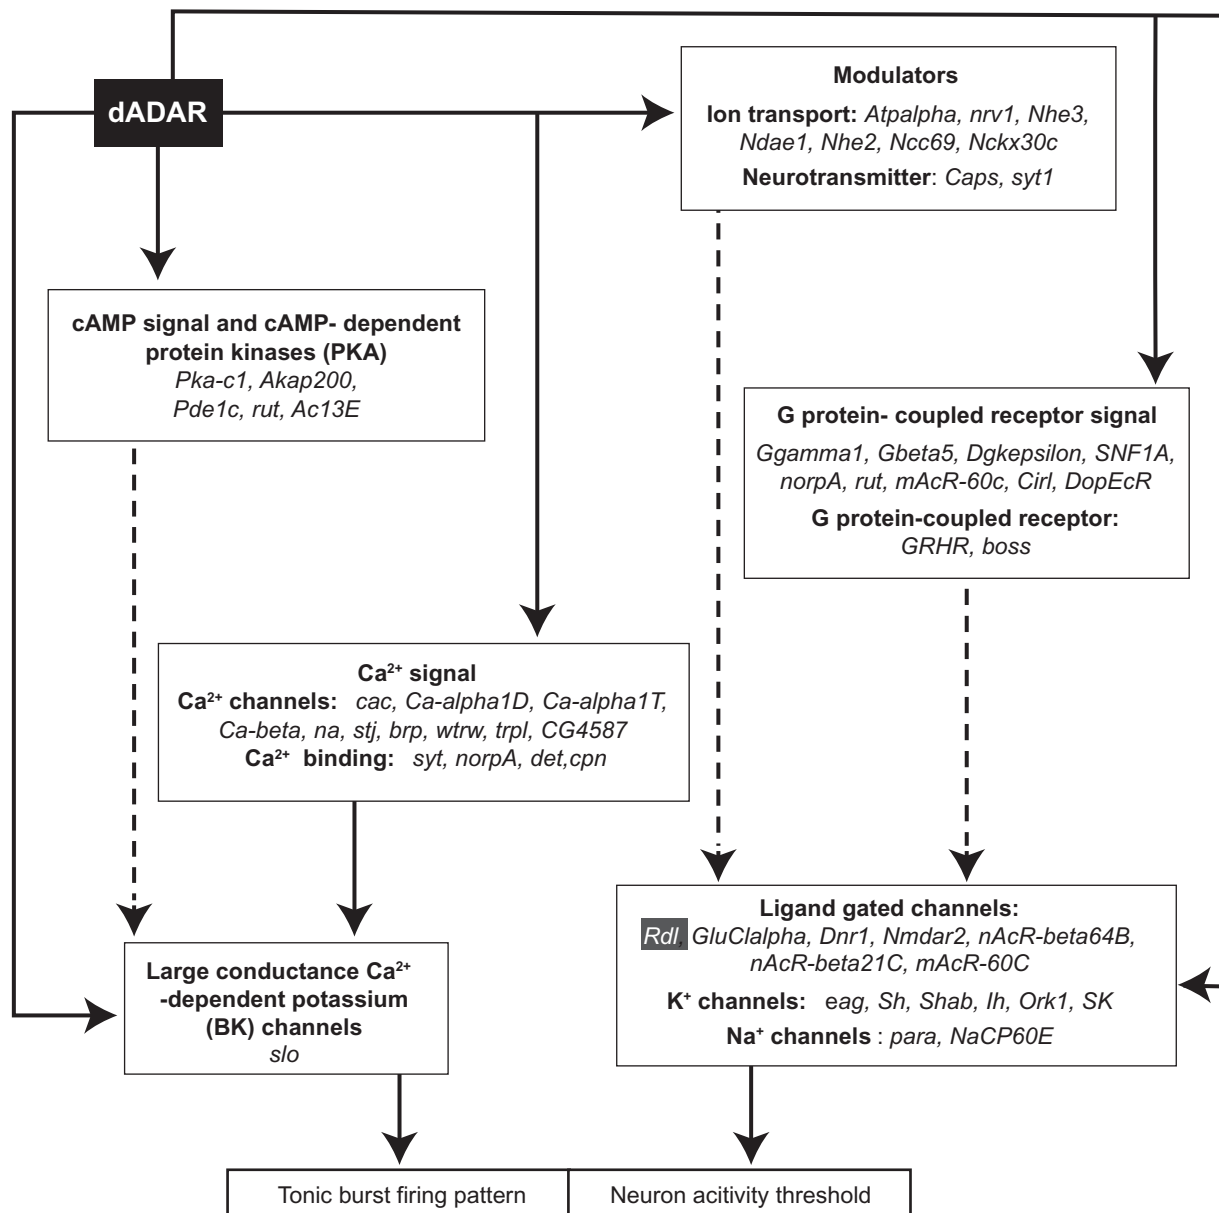 dADAR
Modulators
Ion transport: Atpalpha, nrv1, Nhe3,
Ndae1, Nhe2, Ncc69, Nckx30c
Neurotransmitter: Caps, syt1
cAMP signal and cAMP- dependent
protein kinases (PKA)
Pka-c1, Akap200,
Pde1c, rut, Ac13E
G protein- coupled receptor signal
Ggamma1, Gbeta5, Dgkepsilon, SNF1A,
norpA, rut, mAcR-60c, Cirl, DopEcR
G protein-coupled receptor:
GRHR, boss
Ca²⁺ signal
Ca²⁺ channels: cac, Ca-alpha1D, Ca-alpha1T,
Ca-beta, na, stj, brp, wtrw, trpl, CG4587
Ca²⁺ binding: syt, norpA, det,cpn
Ligand gated channels:
Rdl, GluClalpha, Dnr1, Nmdar2, nAcR-beta64B,
nAcR-beta21C, mAcR-60C
K⁺ channels: eag, Sh, Shab, Ih, Ork1, SK
Na⁺ channels : para, NaCP60E
Large conductance Ca²⁺
-dependent potassium
(BK) channels
slo
Tonic burst firing pattern
Neuron acitivity threshold